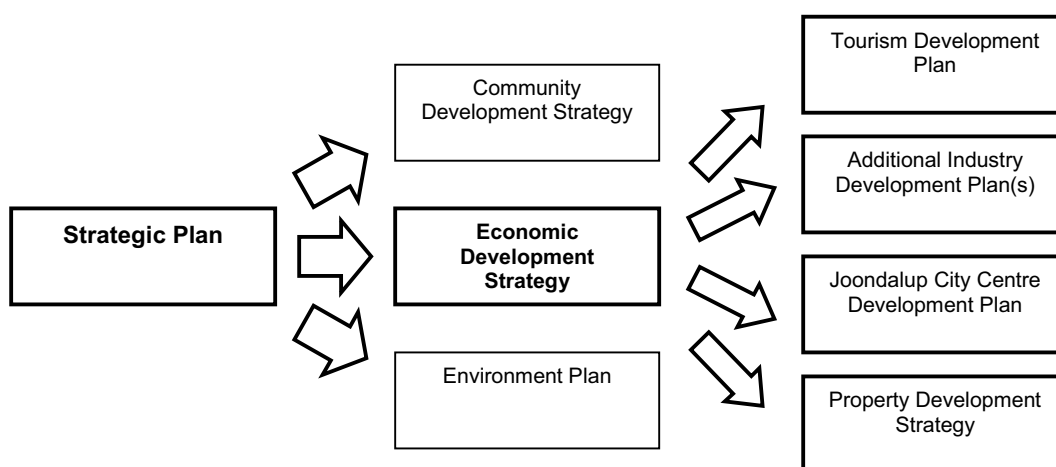 Strategic Plan
Community
Development Strategy
Economic
Development
Strategy
Environment Plan
Tourism Development
Plan
Additional Industry
Development Plan(s)
Joondalup City Centre
Development Plan
Property Development
Strategy